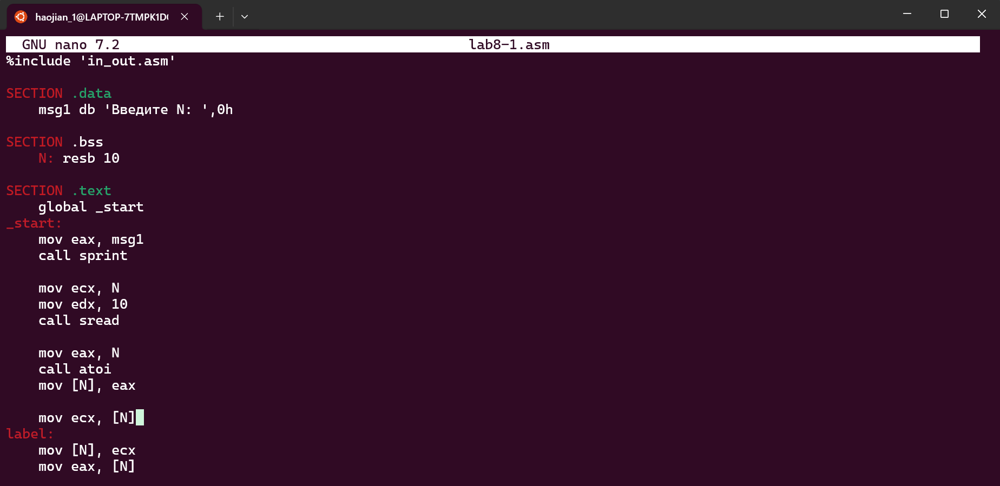 haojian_1@LAPTOP-7TMPK1D
GNU nano 7.2 lab8-1.asm
%include 'in_out.asm'
SECTION .data
msg1 db 'Введите N: ',0h
SECTION .bss
N: resb 10
SECTION .text
global _start
_start:
mov eax, msg1
call sprint
mov ecx, N
mov edx, 10
call sread
mov eax, N
call atoi
mov [N], eax
mov ecx, [N]
label:
mov [N], ecx
mov eax, [N]